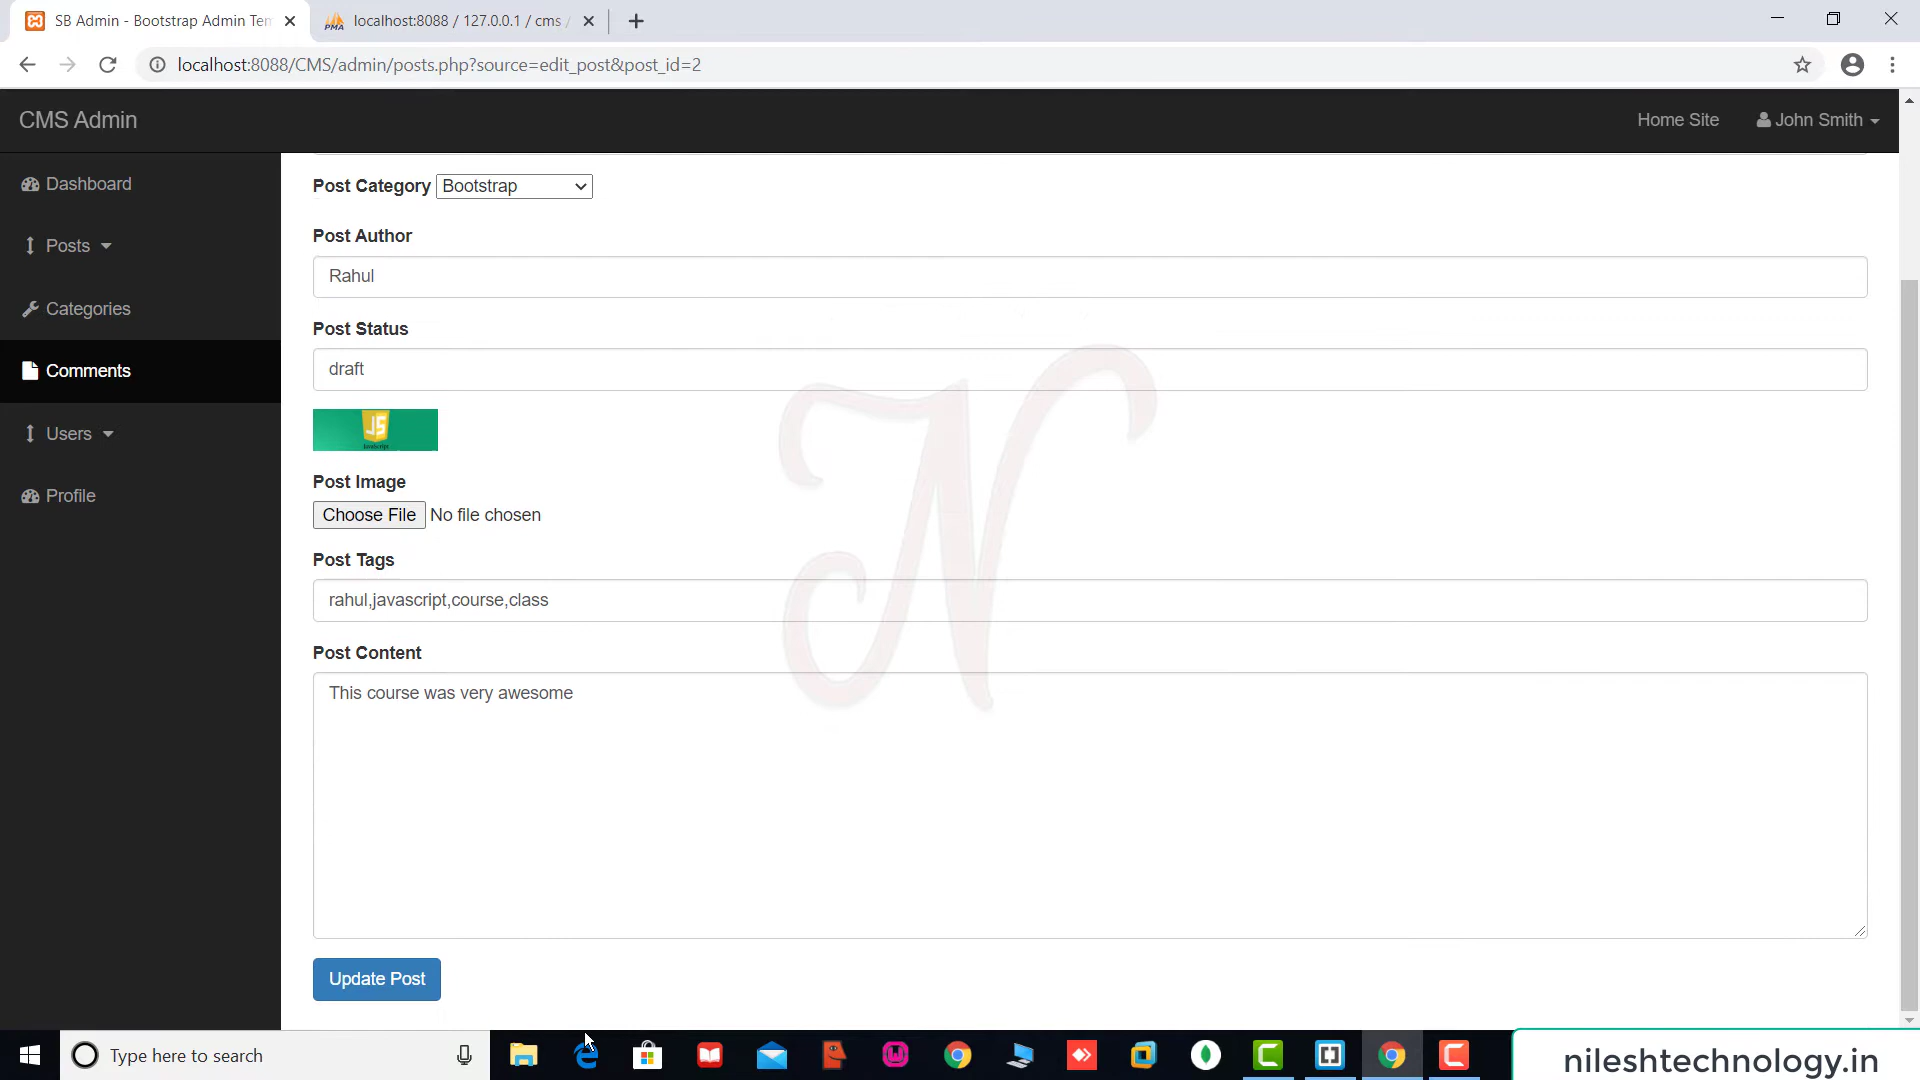 SB Admin - Bootstrap Admin Tem
PMA
localhost:8088 / 127.0.0.1 / cms /
localhost:8088/CMS/admin/posts.php?source=edit_post&post_id=2
CMS Admin
Home Site
John Smith
Dashboard
Posts
Categories
Comments
Users
Profile
Post Category
Bootstrap
Post Author
Rahul
Post Status
draft
JS
JavaScript
Post Image
Choose File
No file chosen
Post Tags
rahul,javascript,course,class
Post Content
This course was very awesome
Update Post
N
Type here to search
nileshtechnology.in